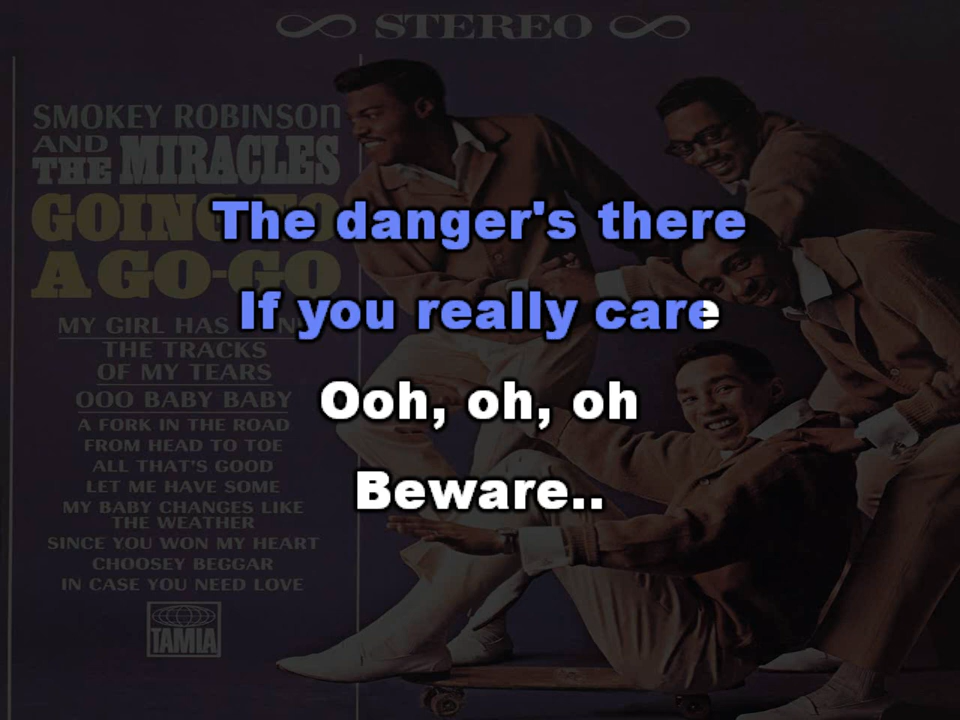 STEREO
SMOKEY ROBINSON
AND
THE MIRACLES
GOING TO
A GO-GO
The danger's there
If you really care
Ooh, oh, oh
Beware..
MY GIRL HAS
THE TRACKS
OF MY TEARS
OOO BABY BABY
A FORK IN THE ROAD
FROM HEAD TO TOE
ALL THAT'S GOOD
LET ME HAVE SOME
MY BABY CHANGES LIKE
THE WEATHER
SINCE YOU WON MY HEART
CHOOSEY BEGGAR
IN CASE YOU NEED LOVE
TAMLA